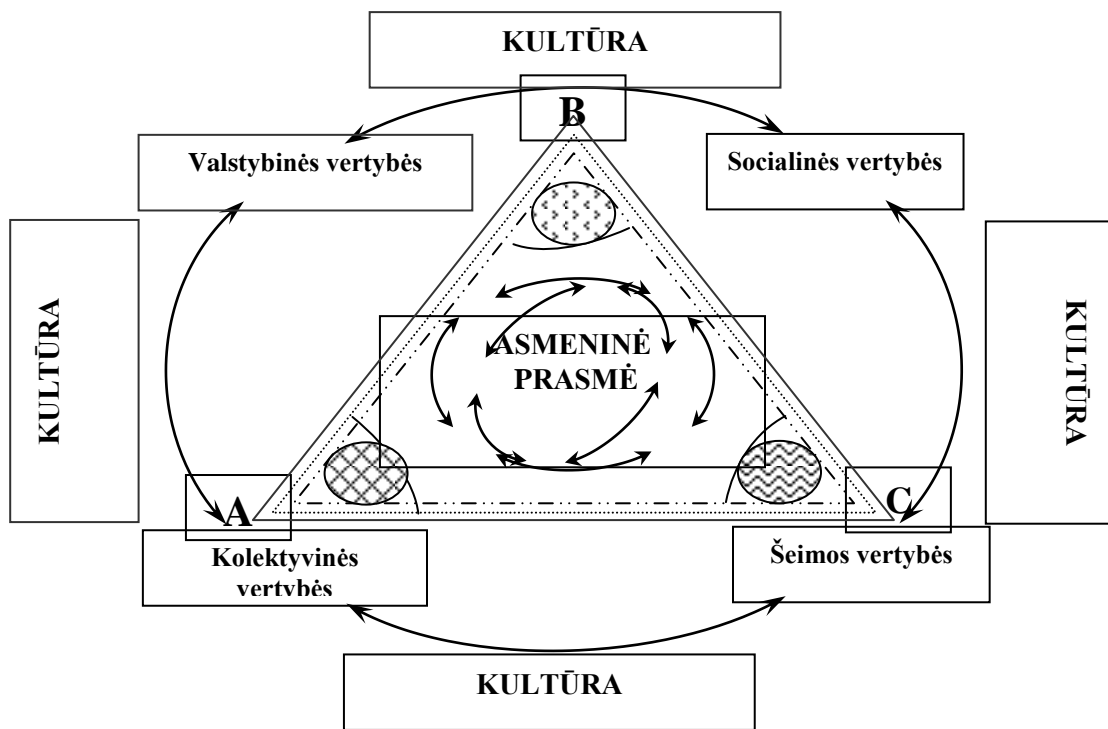 KULTŪRA
B
Valstybinės vertybės
Socialinės vertybės
KULTŪRA
KULTŪRA
ASMENINĖ
PRASMĖ
A
C
Kolektyvinės
vertybės
Šeimos vertybės
KULTŪRA